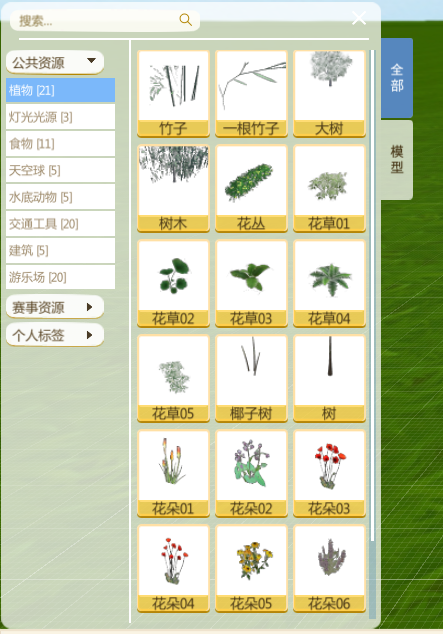 搜索...
公共资源
植物 [21]
灯光光源 [3]
食物 [11]
天空球 [5]
水底动物 [5]
交通工具 [20]
建筑 [5]
游乐场 [20]
赛事资源
个人标签
竹子 一根竹子 大树
树木 花丛 花草01
花草02 花草03 花草04
花草05 椰子树 树
花朵01 花朵02 花朵03
花朵04 花朵05 花朵06
全部
模型